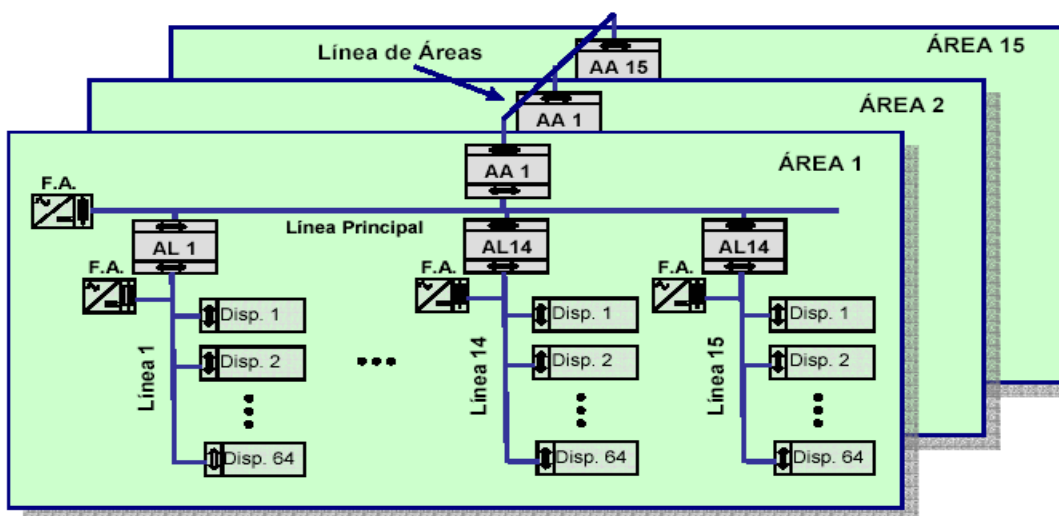 Línea de Áreas
ÁREA 15
AA 15
ÁREA 2
AA 1
ÁREA 1
AA 1
F.A.
Línea Principal
AL 1
AL14
AL14
F.A.
F.A.
F.A.
Línea 1
Disp. 1
Disp. 2
Disp. 64
Línea 14
Disp. 1
Disp. 2
Disp. 64
Línea 15
Disp. 1
Disp. 2
Disp. 64